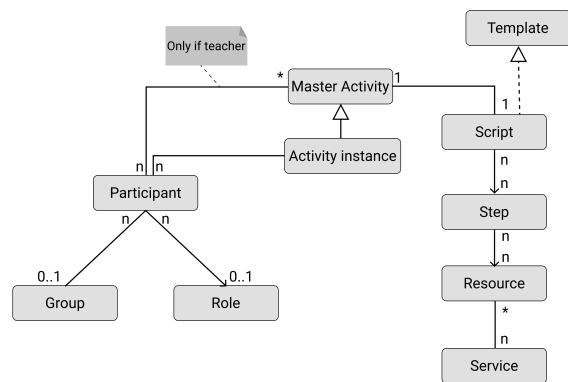 Template
Only if teacher
* Master Activity 1
1
Script
Activity instance
n n
n
n
Participant
Step
n n
n
n
0..1 0..1
Resource
Group Role
*
n
Service